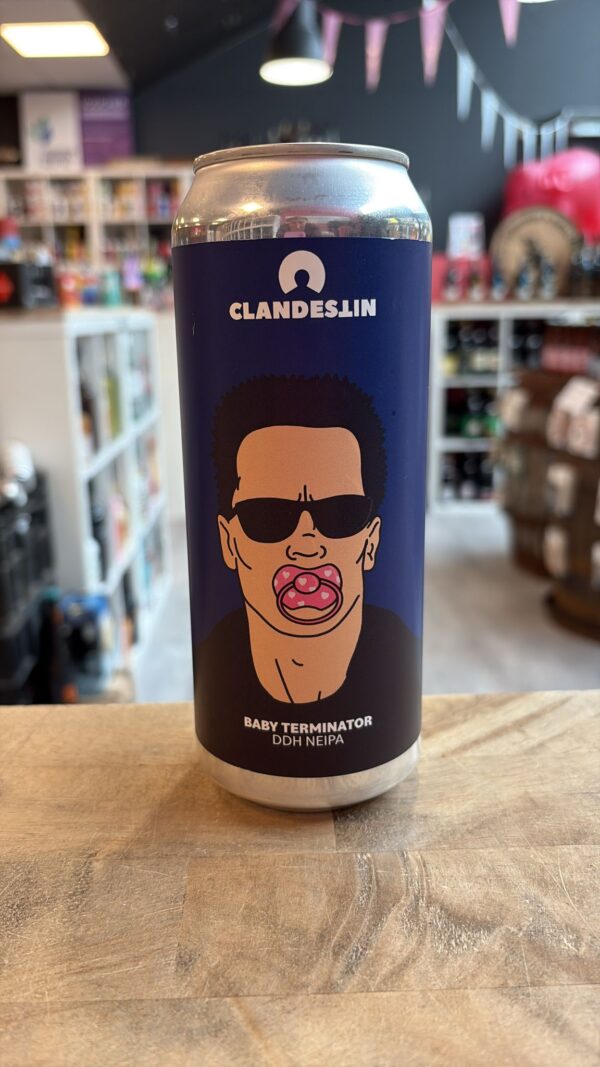 CLANDESTIN
BABY TERMINATOR
DDH NEIPA